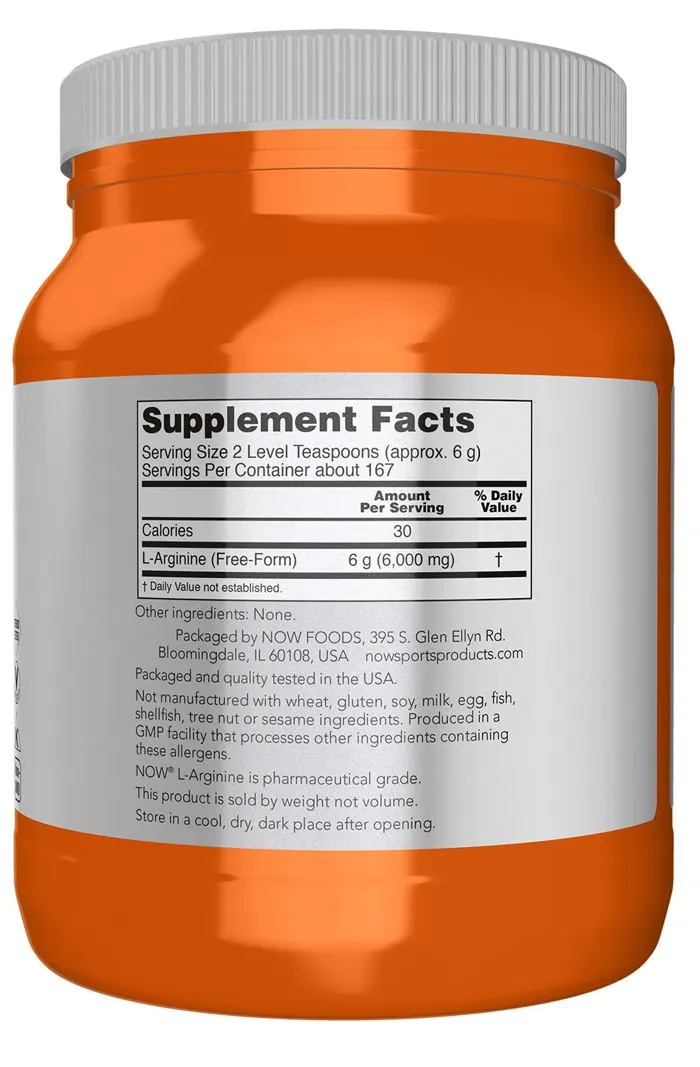 Supplement Facts
Serving Size 2 Level Teaspoons (approx. 6 g)
Servings Per Container about 167
Amount Per Serving % Daily Value
Calories 30
L-Arginine (Free-Form) 6 g (6,000 mg) †
† Daily Value not established.
Other ingredients: None.
Packaged by NOW FOODS, 395 S. Glen Ellyn Rd.
Bloomingdale, IL 60108, USA nowsportsproducts.com
Packaged and quality tested in the USA.
Not manufactured with wheat, gluten, soy, milk, egg, fish,
shellfish, tree nut or sesame ingredients. Produced in a
GMP facility that processes other ingredients containing
these allergens.
NOW® L-Arginine is pharmaceutical grade.
This product is sold by weight not volume.
Store in a cool, dry, dark place after opening.